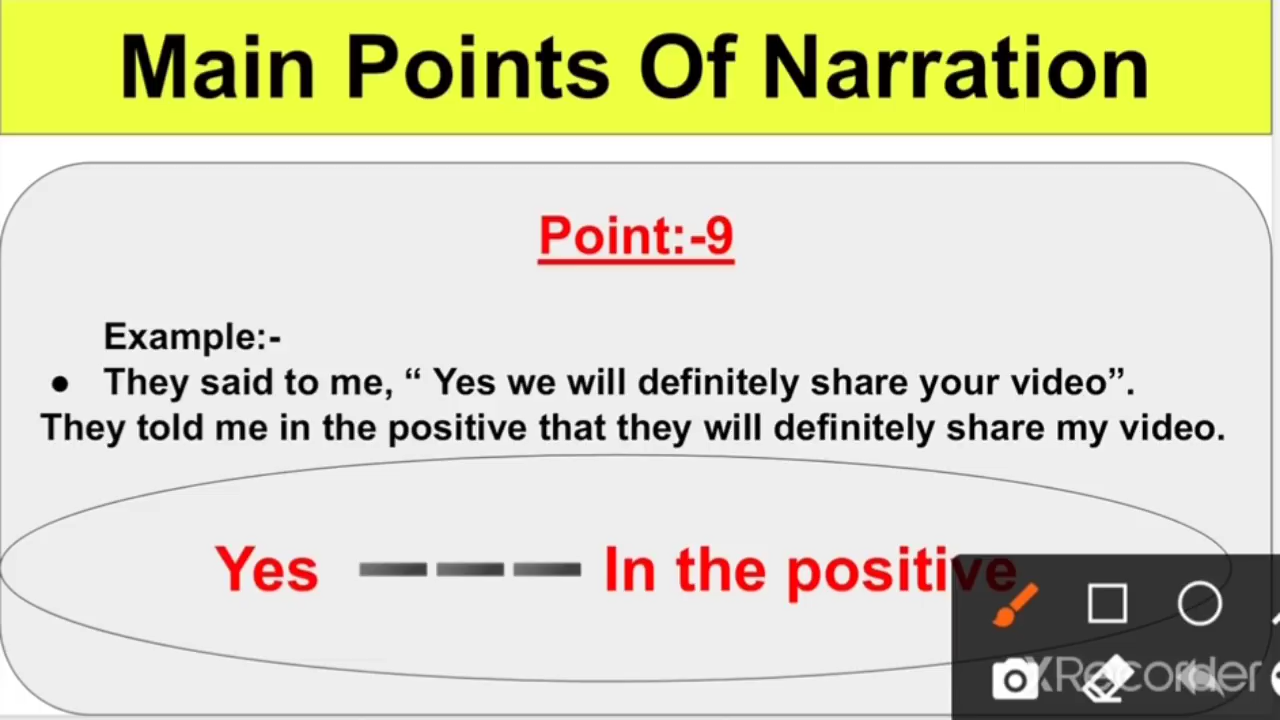 Main Points Of Narration
Point:-9
Example:-
● They said to me, “ Yes we will definitely share your video”.
They told me in the positive that they will definitely share my video.
Yes --- In the positive
XRecorder